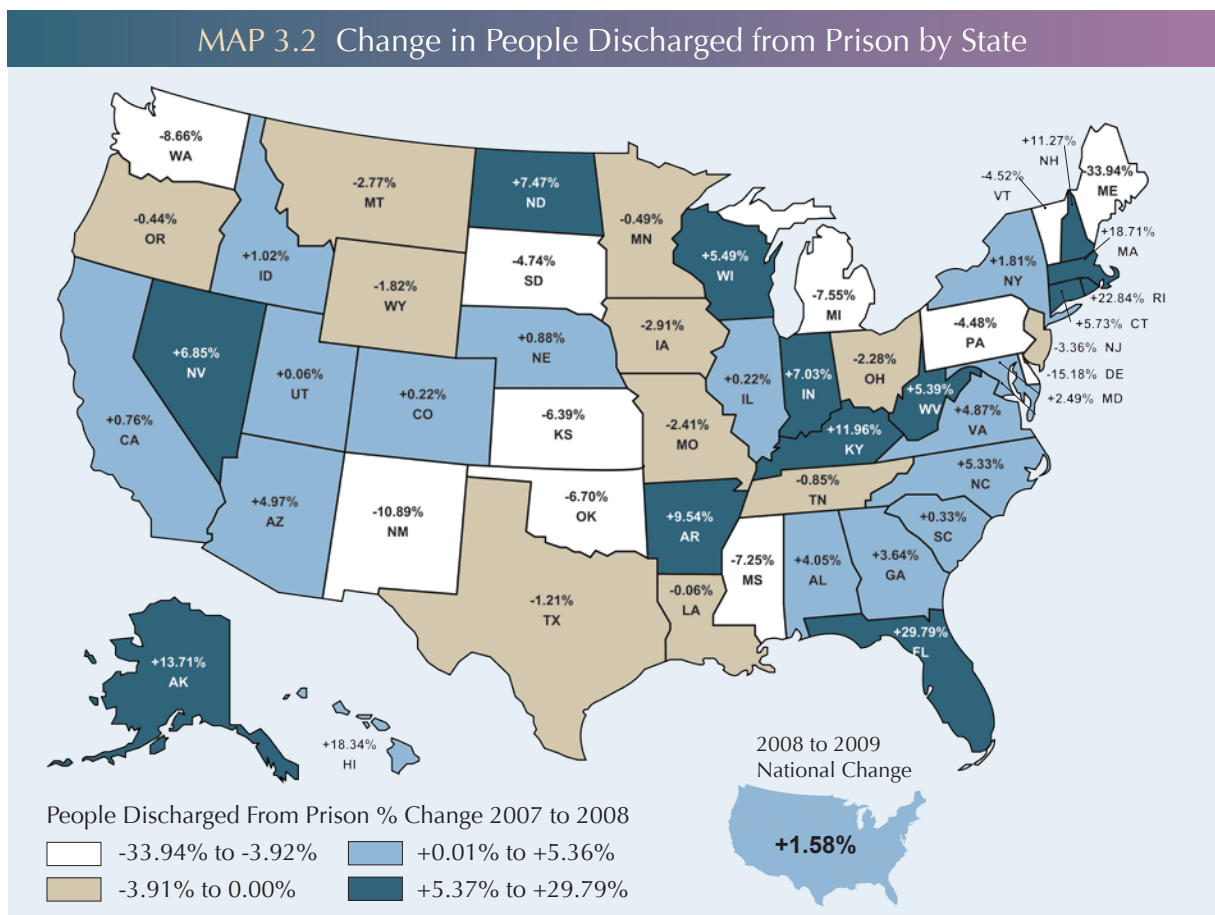 MAP 3.2 Change in People Discharged from Prison by State
-8.66%
WA
-0.44%
OR
+1.02%
ID
-2.77%
MT
-1.82%
WY
+7.47%
ND
-4.74%
SD
+0.88%
NE
-0.49%
MN
-2.91%
IA
+5.49%
WI
-7.55%
MI
+11.27%
NH
-4.52%
VT
-33.94%
ME
+18.71%
MA
+1.81%
NY
+22.84% RI
+5.73% CT
-3.36% NJ
-15.18% DE
+2.49% MD
-4.48%
PA
+6.85%
NV
+0.06%
UT
+0.22%
CO
+0.76%
CA
-6.39%
KS
-2.41%
MO
+0.22%
IL
+7.03%
IN
-2.28%
OH
+5.39%
WV
+4.87%
VA
+11.96%
KY
+5.33%
NC
-0.85%
TN
+0.33%
SC
+4.97%
AZ
-10.89%
NM
-6.70%
OK
+9.54%
AR
-7.25%
MS
+4.05%
AL
+3.64%
GA
-1.21%
TX
-0.06%
LA
+29.79%
FL
+13.71%
AK
+18.34%
HI
2008 to 2009
National Change
+1.58%
People Discharged From Prison % Change 2007 to 2008
-33.94% to -3.92%
+0.01% to +5.36%
-3.91% to 0.00%
+5.37% to +29.79%